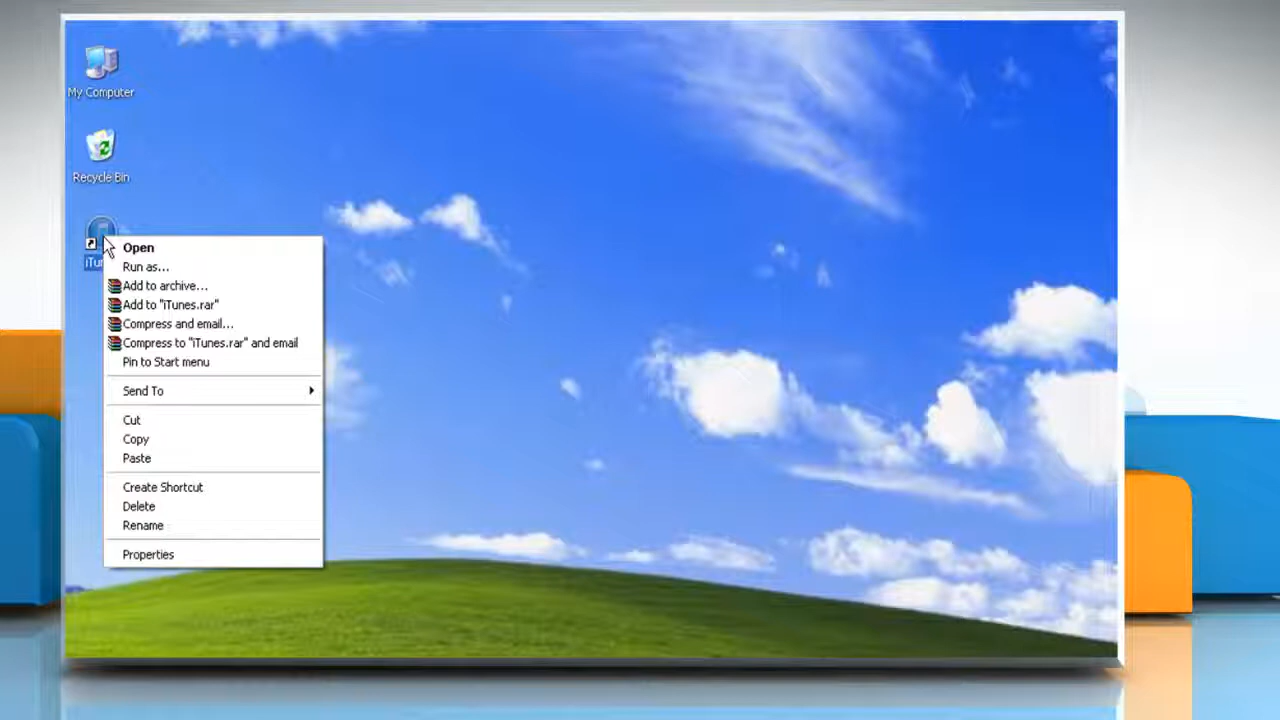 My Computer
Recycle Bin
Open
Run as...
Add to archive...
Add to "iTunes.rar"
Compress and email...
Compress to "iTunes.rar" and email
Pin to Start menu
Send To
Cut
Copy
Paste
Create Shortcut
Delete
Rename
Properties